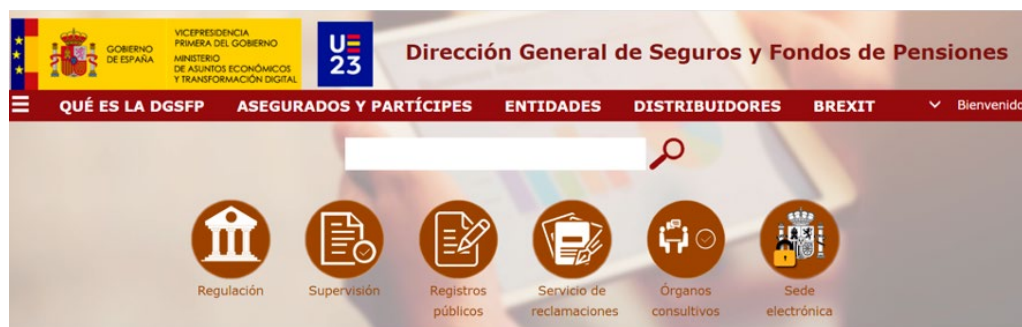 GOBIERNO
DE ESPAÑA
VICEPRESIDENCIA
PRIMERA DEL GOBIERNO
MINISTERIO
DE ASUNTOS ECONÓMICOS
Y TRANSFORMACIÓN DIGITAL
UE
23
Dirección General de Seguros y Fondos de Pensiones
QUÉ ES LA DGSFP ASEGURADOS Y PARTÍCIPES ENTIDADES DISTRIBUIDORES BREXIT Bienvenido
Regulación
Supervisión
Registros
públicos
Servicio de
reclamaciones
Órganos
consultivos
Sede
electrónica